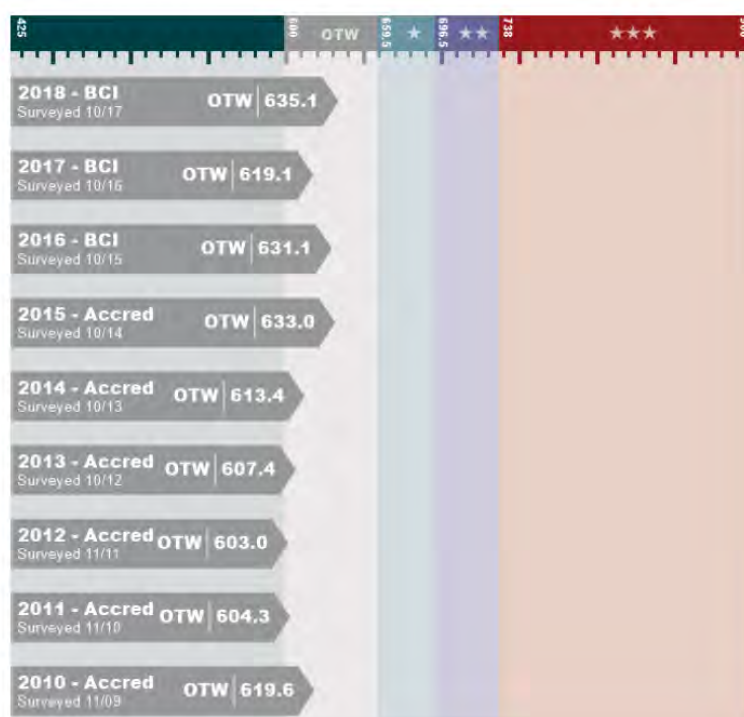 425 600 OTW 659.5 ★ 696.5 ★★ 738 ★★★
2018 - BCI
Surveyed 10/17
OTW 635.1
2017 - BCI
Surveyed 10/16
OTW 619.1
2016 - BCI
Surveyed 10/15
OTW 631.1
2015 - Accred
Surveyed 10/14
OTW 633.0
2014 - Accred
Surveyed 10/13
OTW 613.4
2013 - Accred
Surveyed 10/12
OTW 607.4
2012 - Accred
Surveyed 11/11
OTW 603.0
2011 - Accred
Surveyed 11/10
OTW 604.3
2010 - Accred
Surveyed 11/09
OTW 619.6